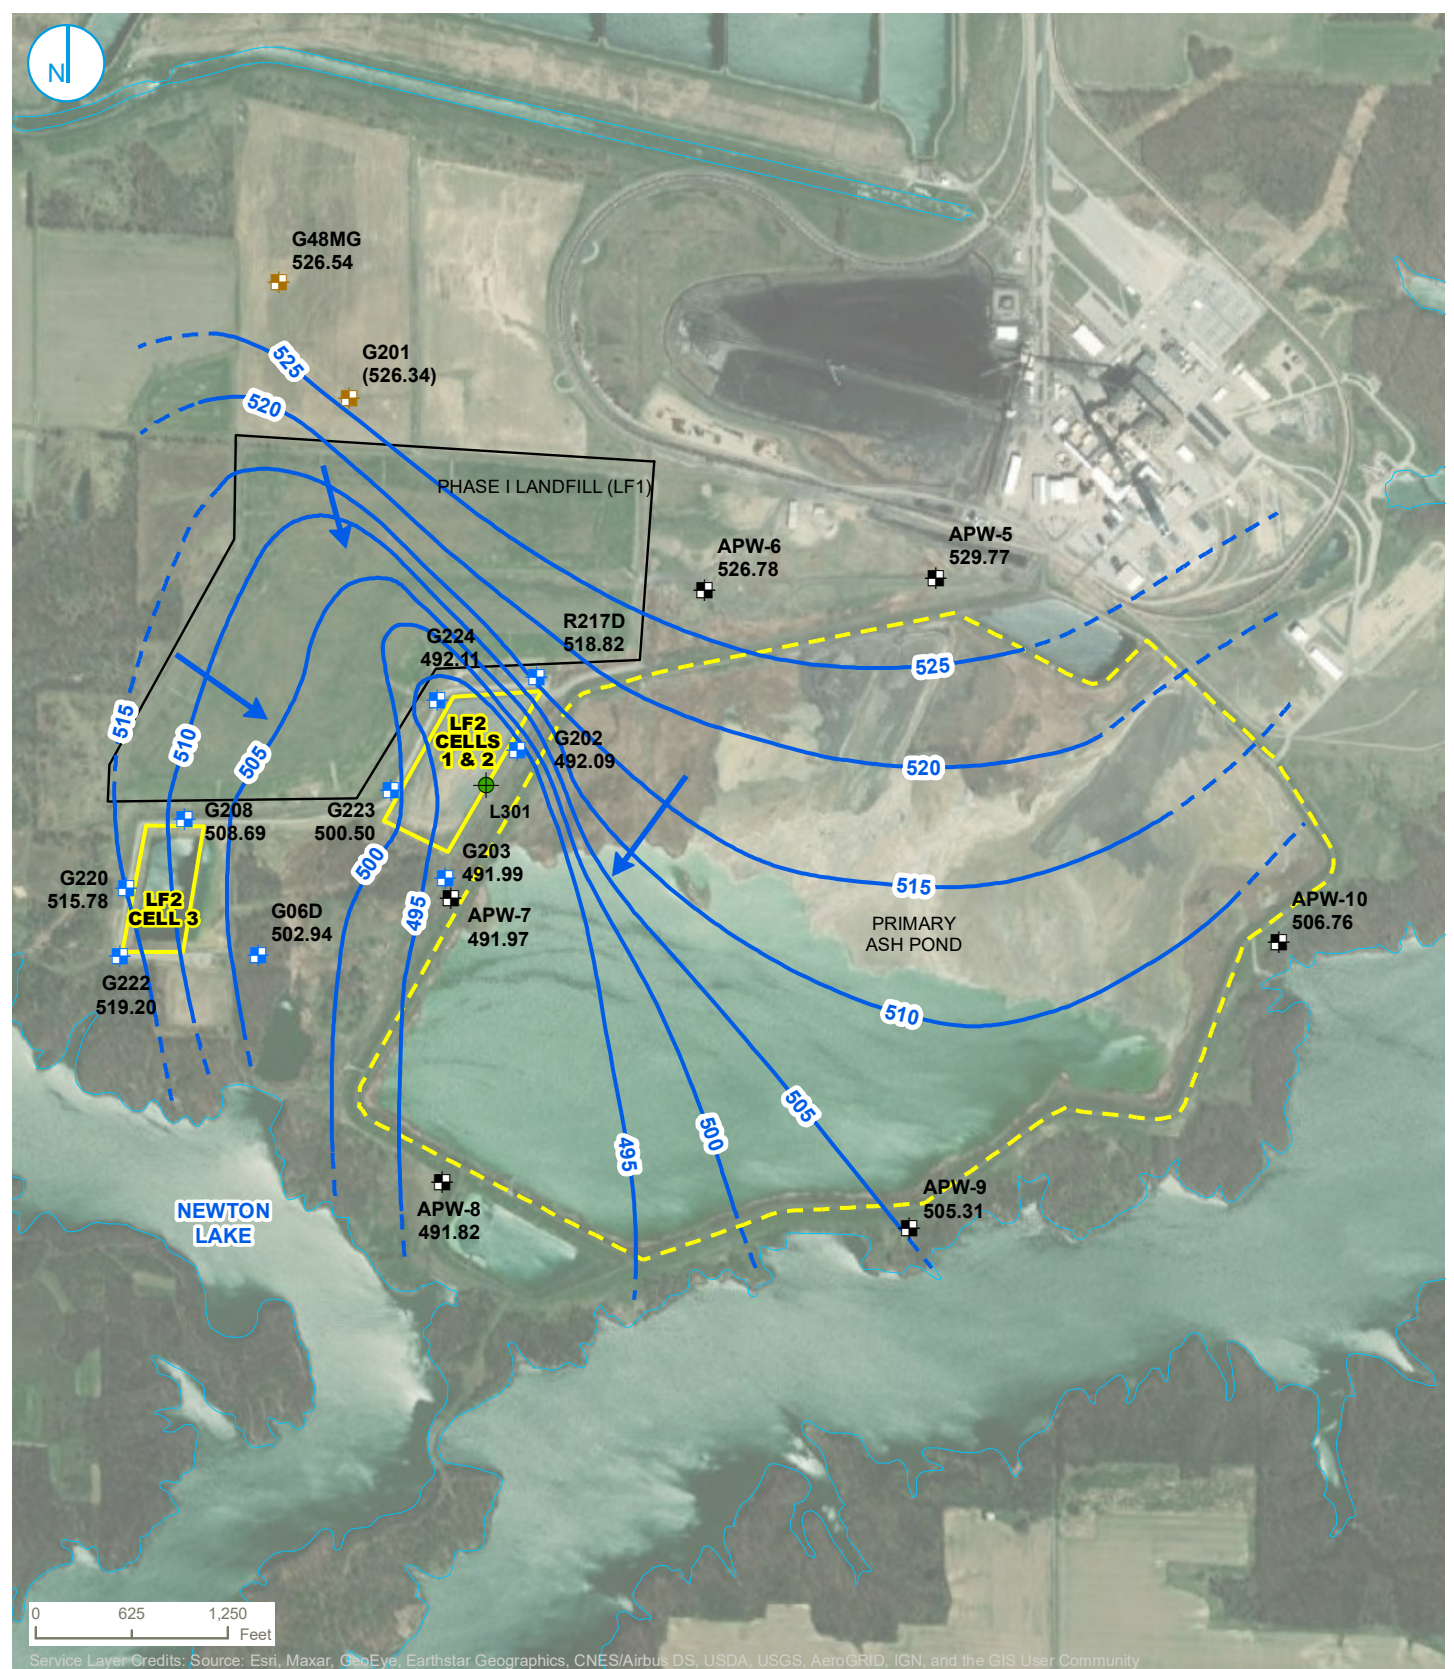 N
G48MG
526.54
525
G201
(526.34)
520
PHASE I LANDFILL (LF1)
APW-6
526.78
APW-5
529.77
R217D
518.82
G224
492.11
525
515
510
505
LF2
CELLS
1 & 2
G202
492.09
520
L301
G208
508.69
G223
500.50
500
G203
491.99
515
G220
515.78
LF2
CELL 3
495
G06D
502.94
APW-7
491.97
PRIMARY
ASH POND
APW-10
506.76
G222
519.20
510
505
500
495
NEWTON
LAKE
APW-8
491.82
APW-9
505.31
0 625 1,250
Feet
Service Layer Credits: Source: Esri, Maxar, GeoEye, Earthstar Geographics, CNES/Airbus DS, USDA, USGS, AeroGRID, IGN, and the GIS User Community